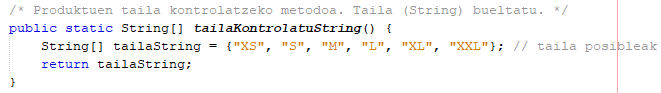 /* Produktuen taila kontrolatzeko metodoa. Taila (String) bueltatu. */
public static String[] tailaKontrolatuString() {
String[] tailaString = {"XS", "S", "M", "L", "XL", "XXL"}; // taila posibleak
return tailaString;
}